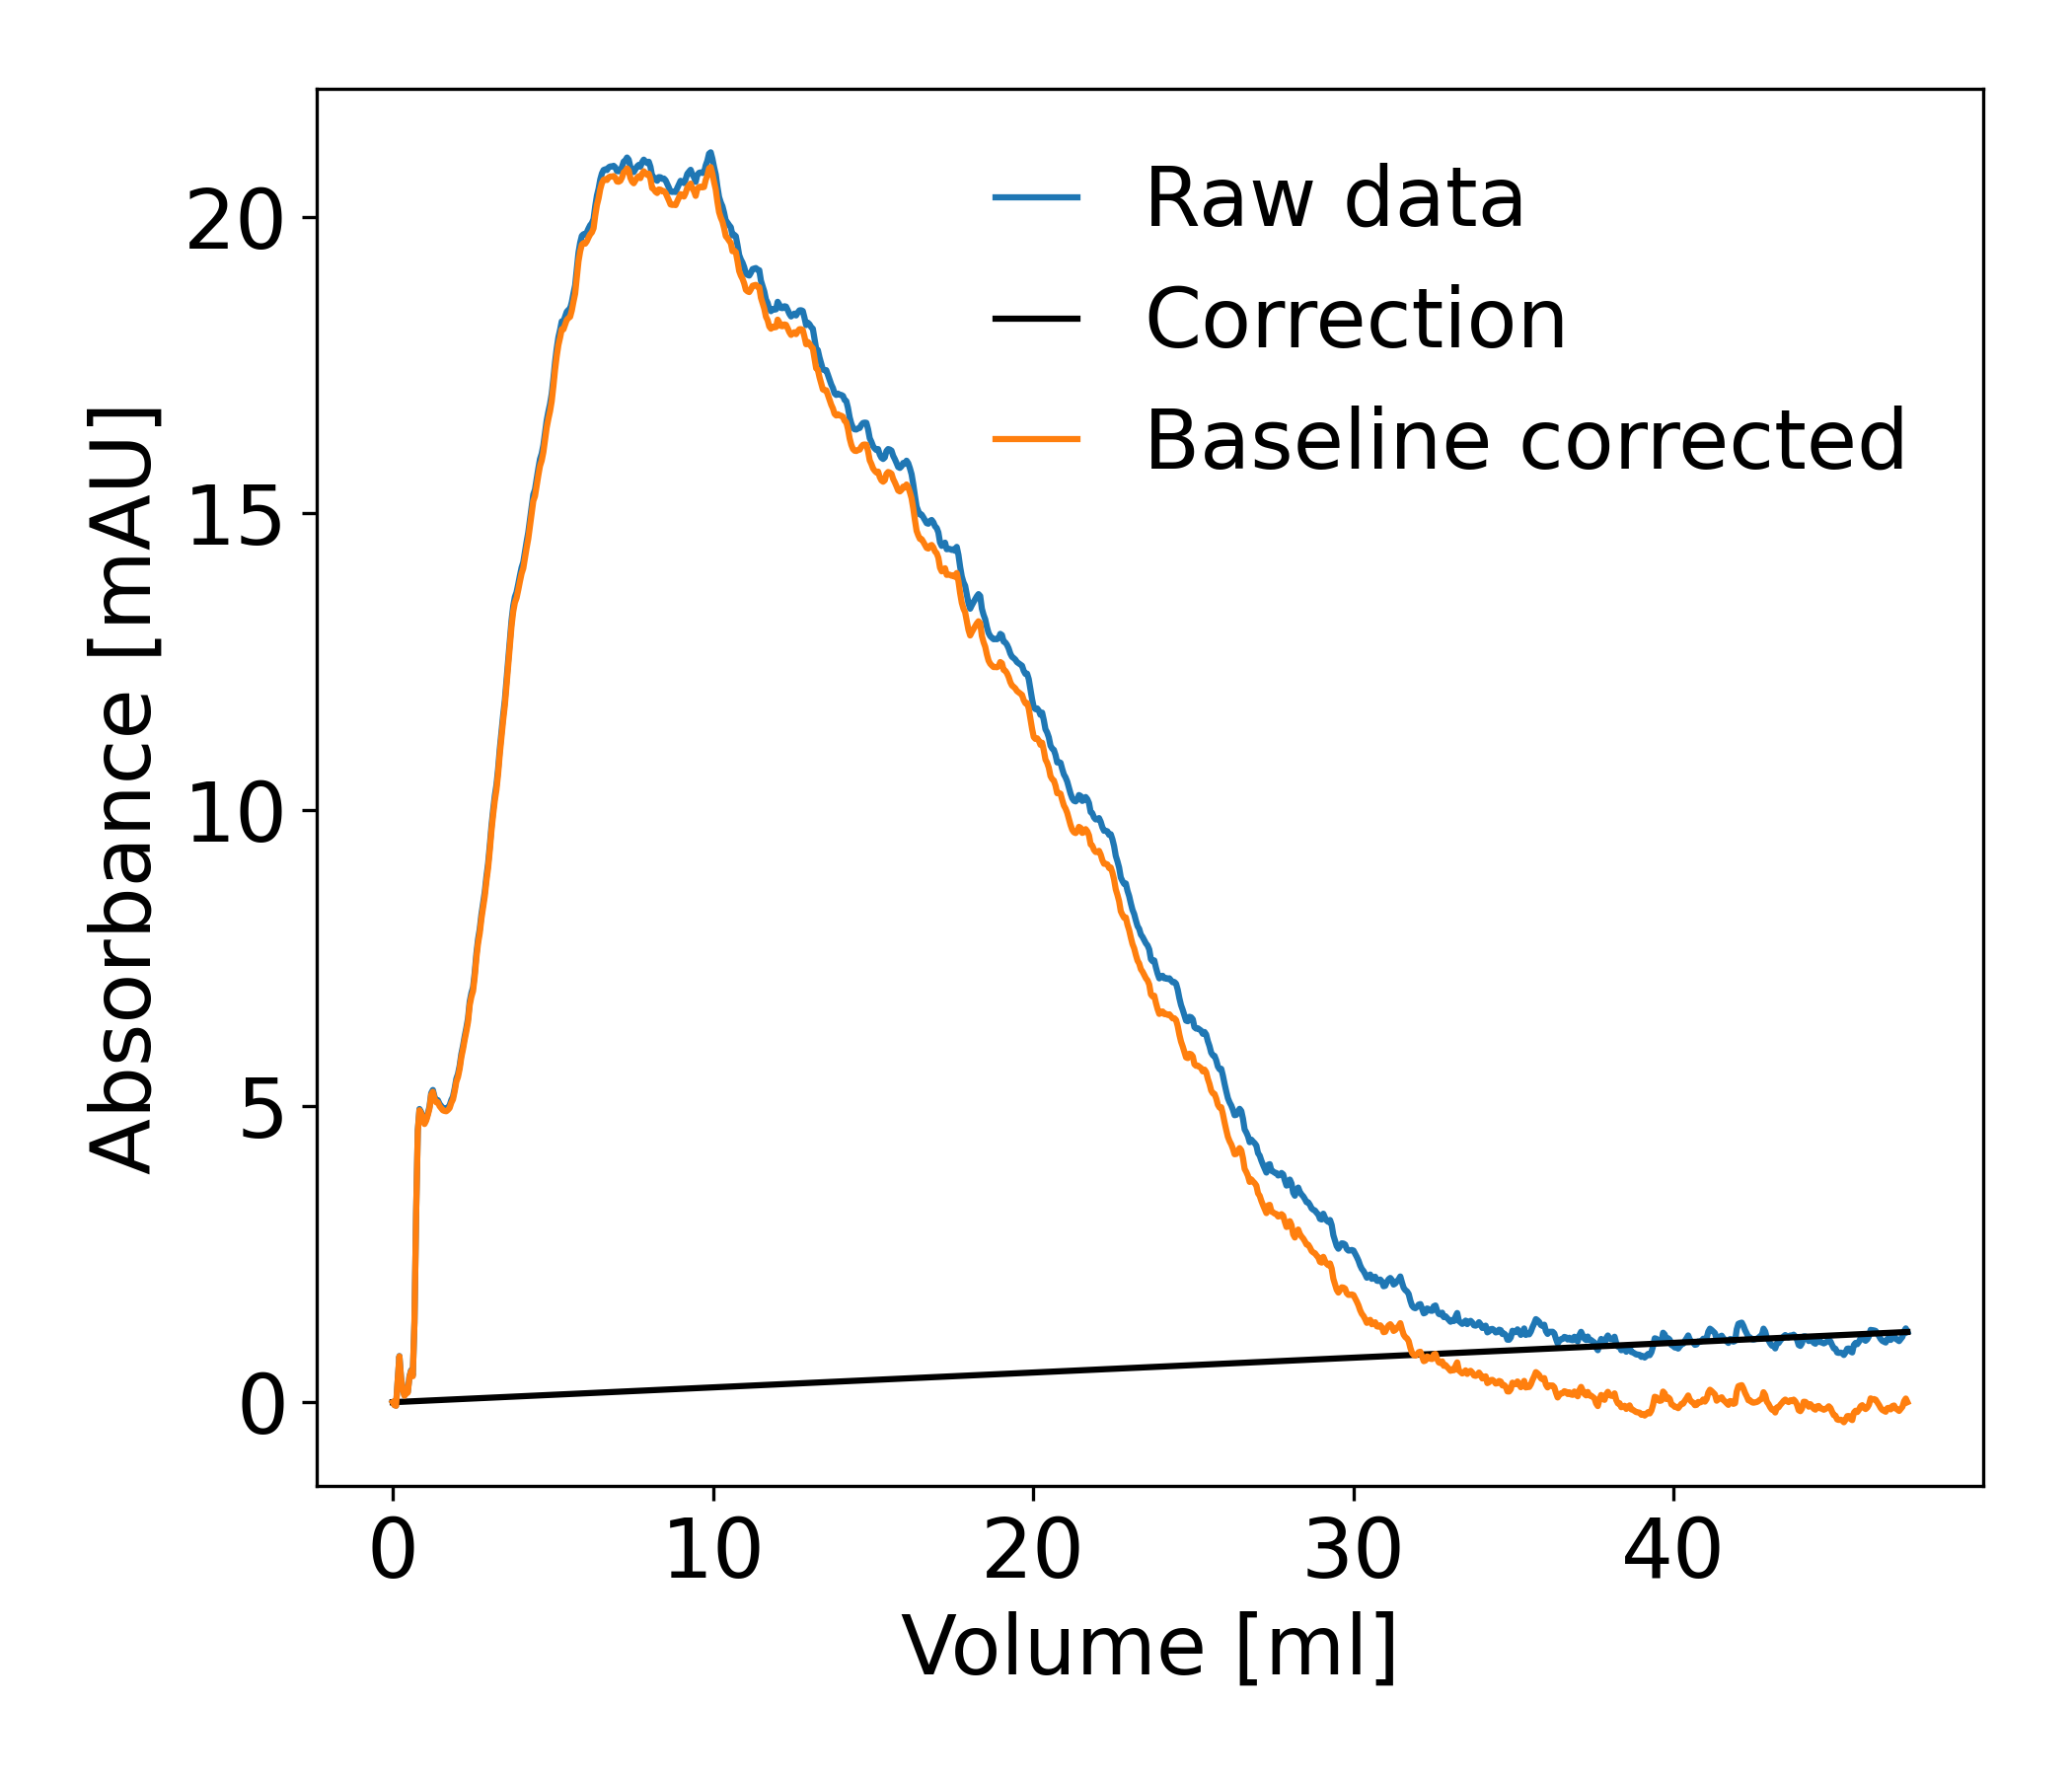 Raw data
Correction
Baseline corrected
Absorbance [mAU]
20
15
10
5
0
0 10 20 30 40
Volume [ml]